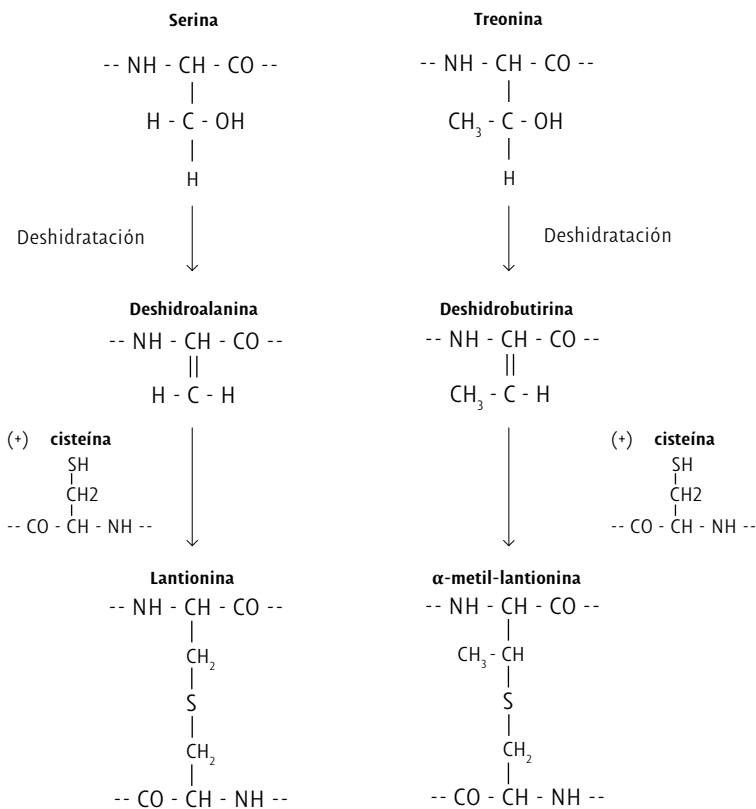 Serina Treonina
-- NH - CH - CO -- -- NH - CH - CO --
| |
H - C - OH CH₃ - C - OH
| |
H H
Deshidratación Deshidratación
Deshidroalanina Deshidrobutirina
-- NH - CH - CO -- -- NH - CH - CO --
|| ||
H - C - H CH₃ - C - H
(+) cisteína (+) cisteína
SH SH
| |
CH2 CH2
| |
-- CO - CH - NH -- -- CO - CH - NH --
Lantionina α-metil-lantionina
-- NH - CH - CO -- -- NH - CH - CO --
| |
CH₂ CH₃ - CH
| |
S S
| |
CH₂ CH₂
| |
-- CO - CH - NH -- -- CO - CH - NH --